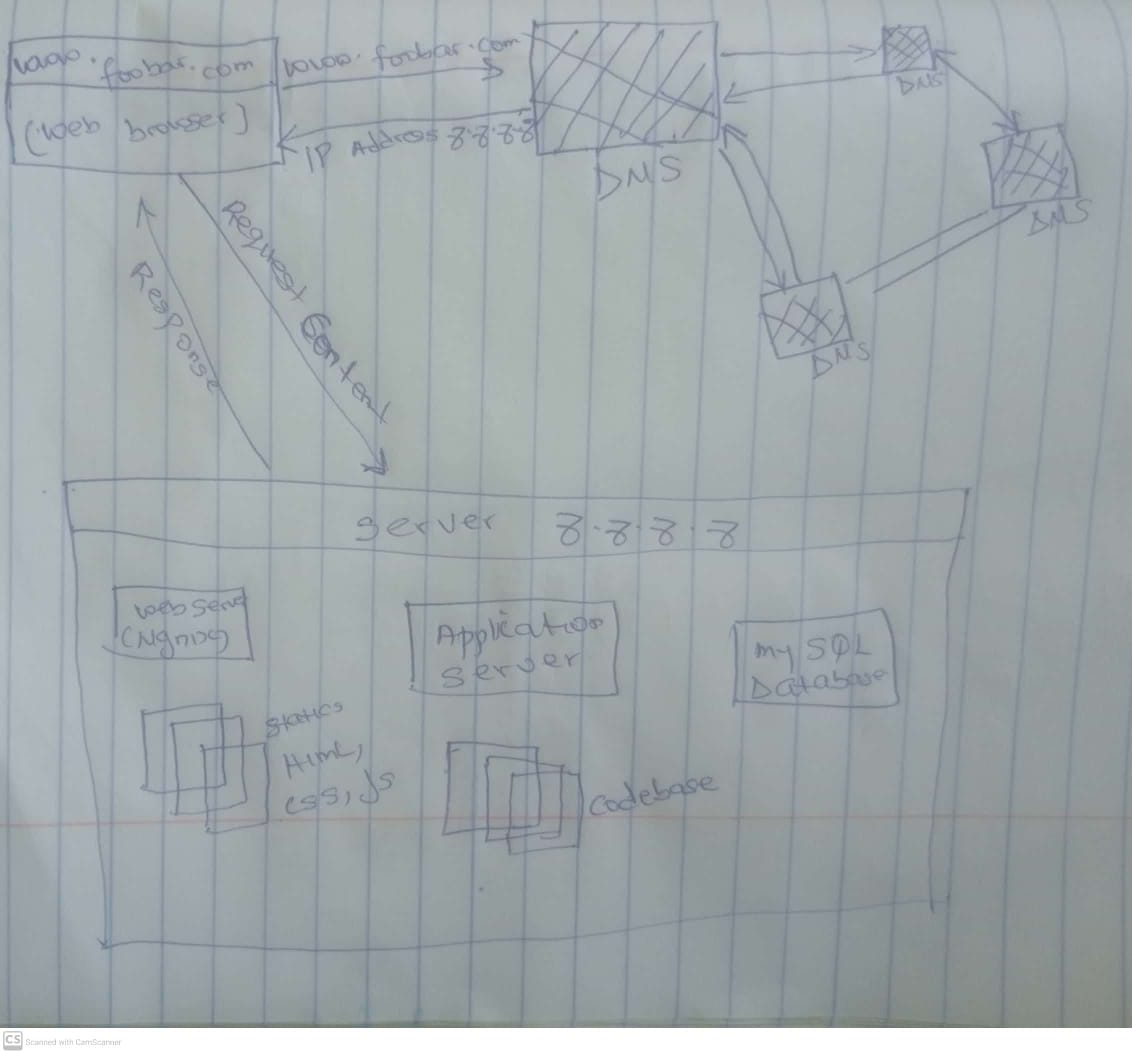 www.foobar.com
(web browser)
www.foobar.com
IP Address 8.8.8.8
DNS
DNS
DNS
DNS
Request Content
Response
Server 8.8.8.8
Web Serve
(Nginix)
Application
Server
My SQL
Database
Statics
HTML,
CSS, JS
Codebase
CS
Scanned with CamScanner